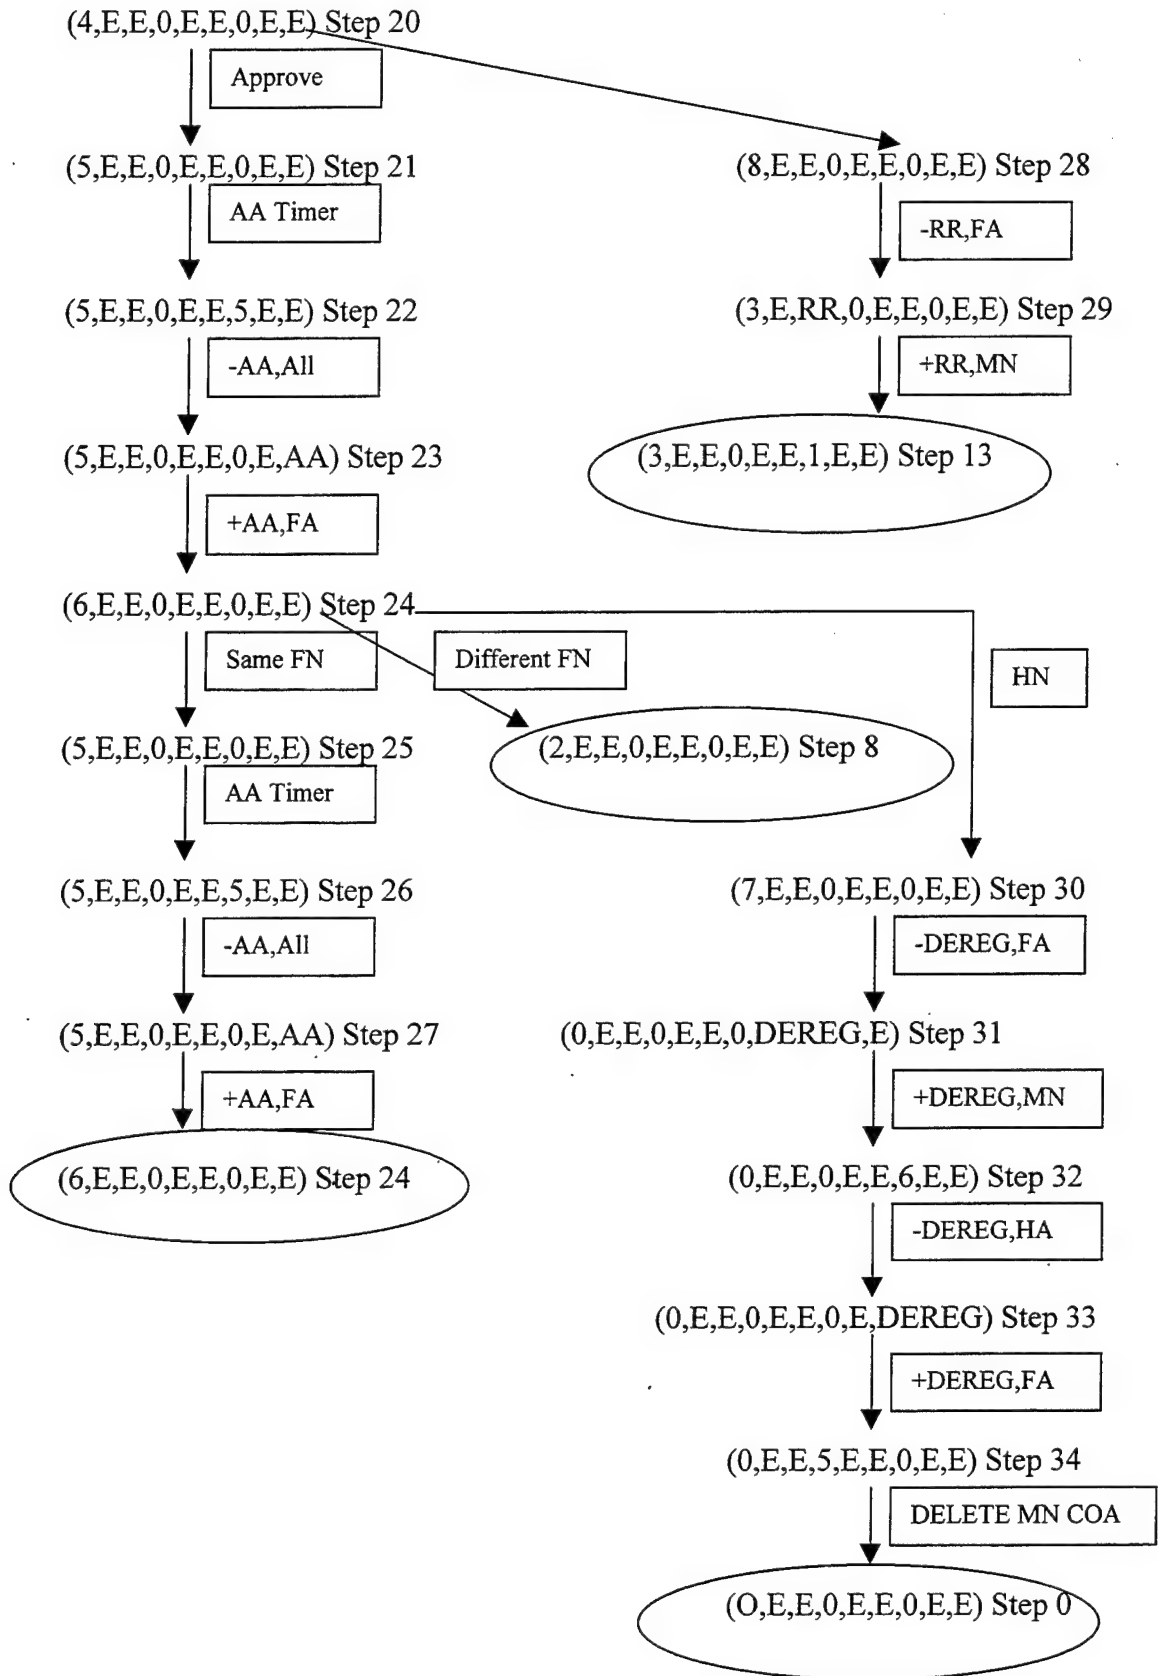 (4,E,E,0,E,E,0,E,E) Step 20
Approve
(5,E,E,0,E,E,0,E,E) Step 21
AA Timer
(5,E,E,0,E,E,5,E,E) Step 22
-AA,All
(5,E,E,0,E,E,0,E,AA) Step 23
+AA,FA
(6,E,E,0,E,E,0,E,E) Step 24
Same FN
Different FN
HN
(5,E,E,0,E,E,0,E,E) Step 25
AA Timer
(5,E,E,0,E,E,5,E,E) Step 26
-AA,All
(5,E,E,0,E,E,0,E,AA) Step 27
+AA,FA
(6,E,E,0,E,E,0,E,E) Step 24
(8,E,E,0,E,E,0,E,E) Step 28
-RR,FA
(3,E,RR,0,E,E,0,E,E) Step 29
+RR,MN
(3,E,E,0,E,E,1,E,E) Step 13
(2,E,E,0,E,E,0,E,E) Step 8
(7,E,E,0,E,E,0,E,E) Step 30
-DEREG,FA
(0,E,E,0,E,E,0,DEREG,E) Step 31
+DEREG,MN
(0,E,E,0,E,E,6,E,E) Step 32
-DEREG,HA
(0,E,E,0,E,E,0,E,DEREG) Step 33
+DEREG,FA
(0,E,E,5,E,E,0,E,E) Step 34
DELETE MN COA
(O,E,E,0,E,E,0,E,E) Step 0